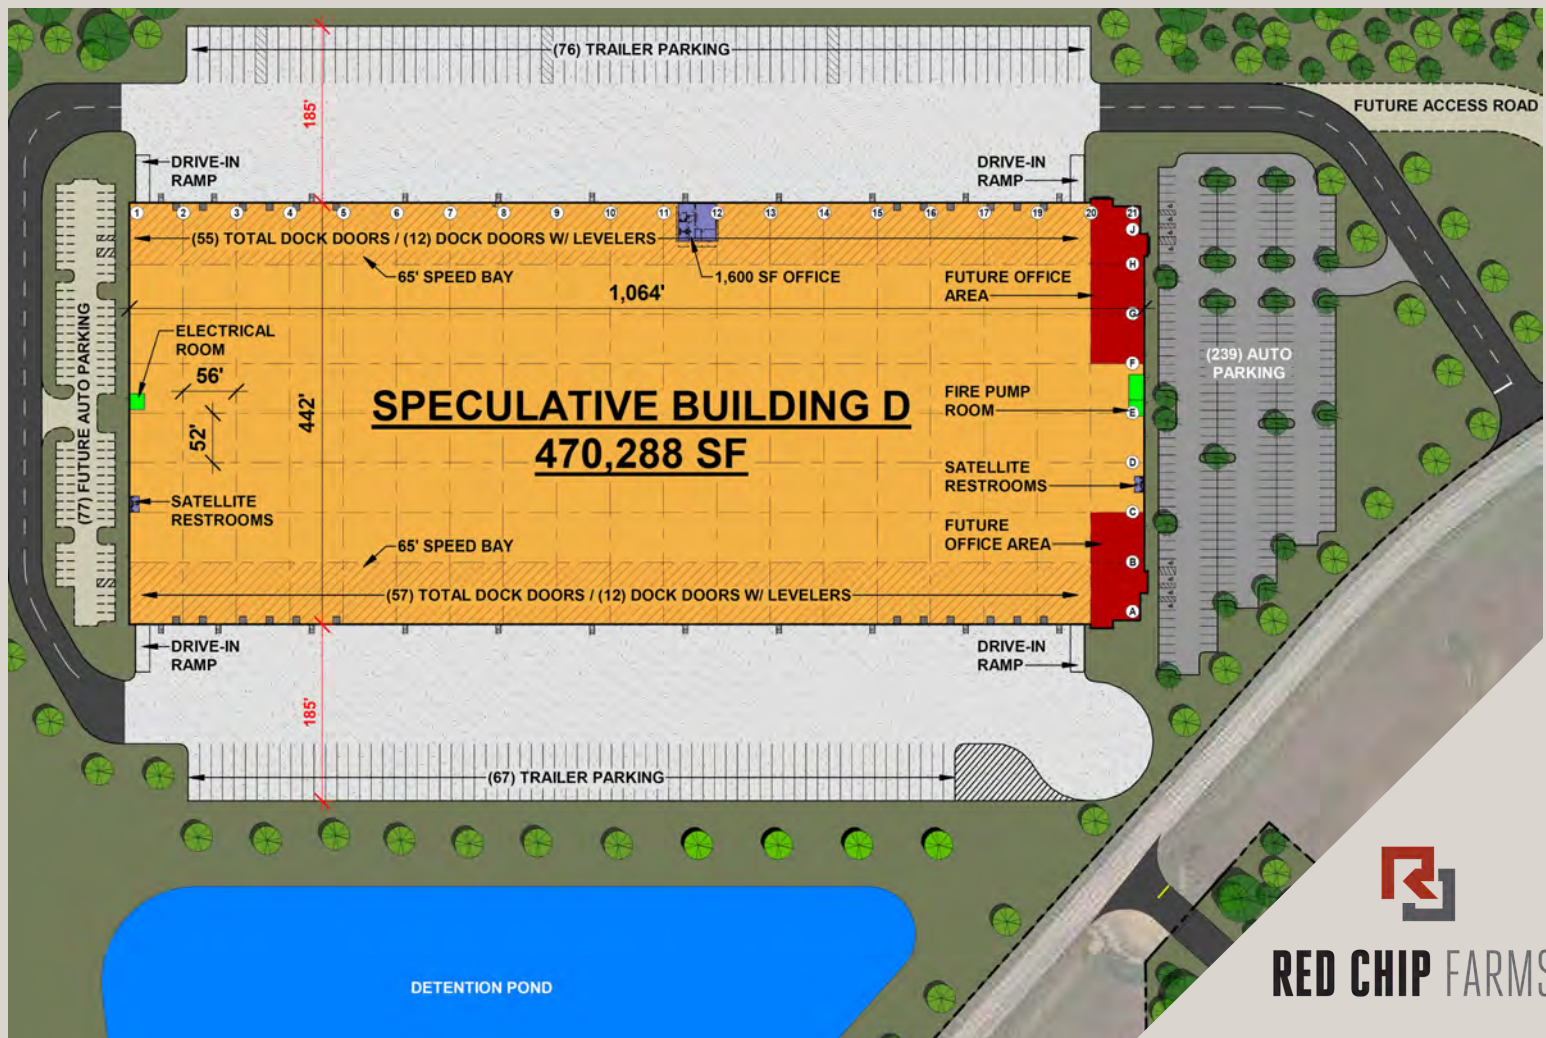 (76) TRAILER PARKING
185'
FUTURE ACCESS ROAD
DRIVE-IN
RAMP
DRIVE-IN
RAMP
1 2 3 4 5 6 7 8 9 10 11 12 13 14 15 16 17 19 20 21
J
(55) TOTAL DOCK DOORS / (12) DOCK DOORS W/ LEVELERS
H
65' SPEED BAY
1,600 SF OFFICE
FUTURE OFFICE
AREA
1,064'
G
(77) FUTURE AUTO PARKING
ELECTRICAL
ROOM
F
(239) AUTO
PARKING
56'
52'
442'
SPECULATIVE BUILDING D
470,288 SF
FIRE PUMP
ROOM
E
D
SATELLITE
RESTROOMS
SATELLITE
RESTROOMS
C
FUTURE
OFFICE AREA
65' SPEED BAY
B
(57) TOTAL DOCK DOORS / (12) DOCK DOORS W/ LEVELERS
A
DRIVE-IN
RAMP
DRIVE-IN
RAMP
185'
(67) TRAILER PARKING
DETENTION POND
RED CHIP FARMS